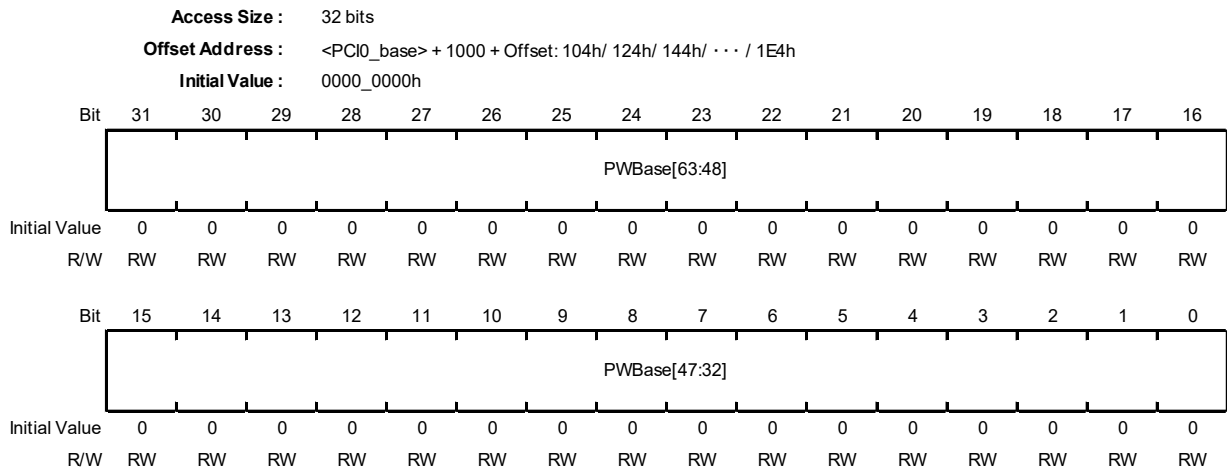 Access Size : 32 bits
Offset Address : <PCI0_base> + 1000 + Offset: 104h/ 124h/ 144h/ ・・・ / 1E4h
Initial Value : 0000_0000h
Bit 31 30 29 28 27 26 25 24 23 22 21 20 19 18 17 16
PWBase[63:48]
Initial Value 0 0 0 0 0 0 0 0 0 0 0 0 0 0 0 0
R/W RW RW RW RW RW RW RW RW RW RW RW RW RW RW RW RW
Bit 15 14 13 12 11 10 9 8 7 6 5 4 3 2 1 0
PWBase[47:32]
Initial Value 0 0 0 0 0 0 0 0 0 0 0 0 0 0 0 0
R/W RW RW RW RW RW RW RW RW RW RW RW RW RW RW RW RW